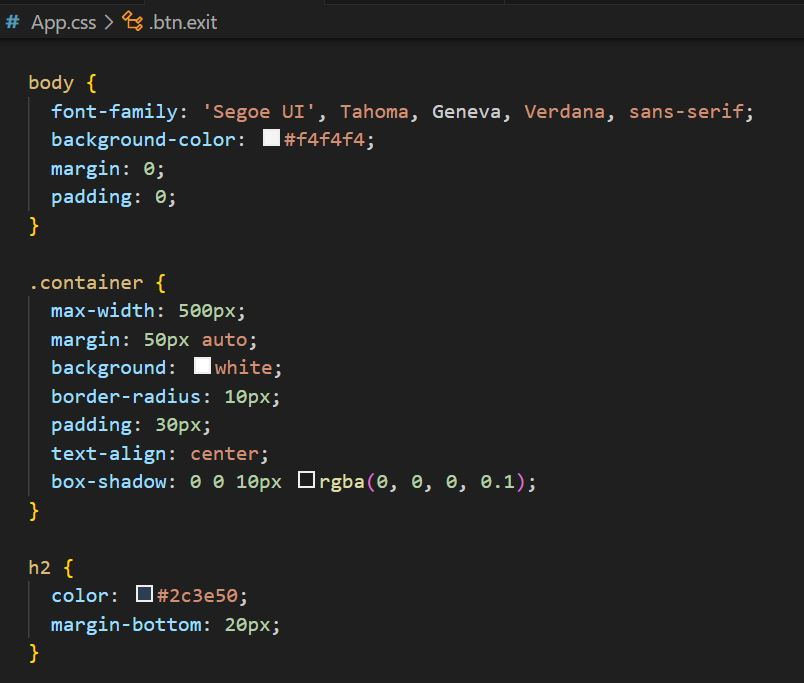 # App.css > .btn.exit
body {
  font-family: 'Segoe UI', Tahoma, Geneva, Verdana, sans-serif;
  background-color: #f4f4f4;
  margin: 0;
  padding: 0;
}
.container {
  max-width: 500px;
  margin: 50px auto;
  background: white;
  border-radius: 10px;
  padding: 30px;
  text-align: center;
  box-shadow: 0 0 10px rgba(0, 0, 0, 0.1);
}
h2 {
  color: #2c3e50;
  margin-bottom: 20px;
}